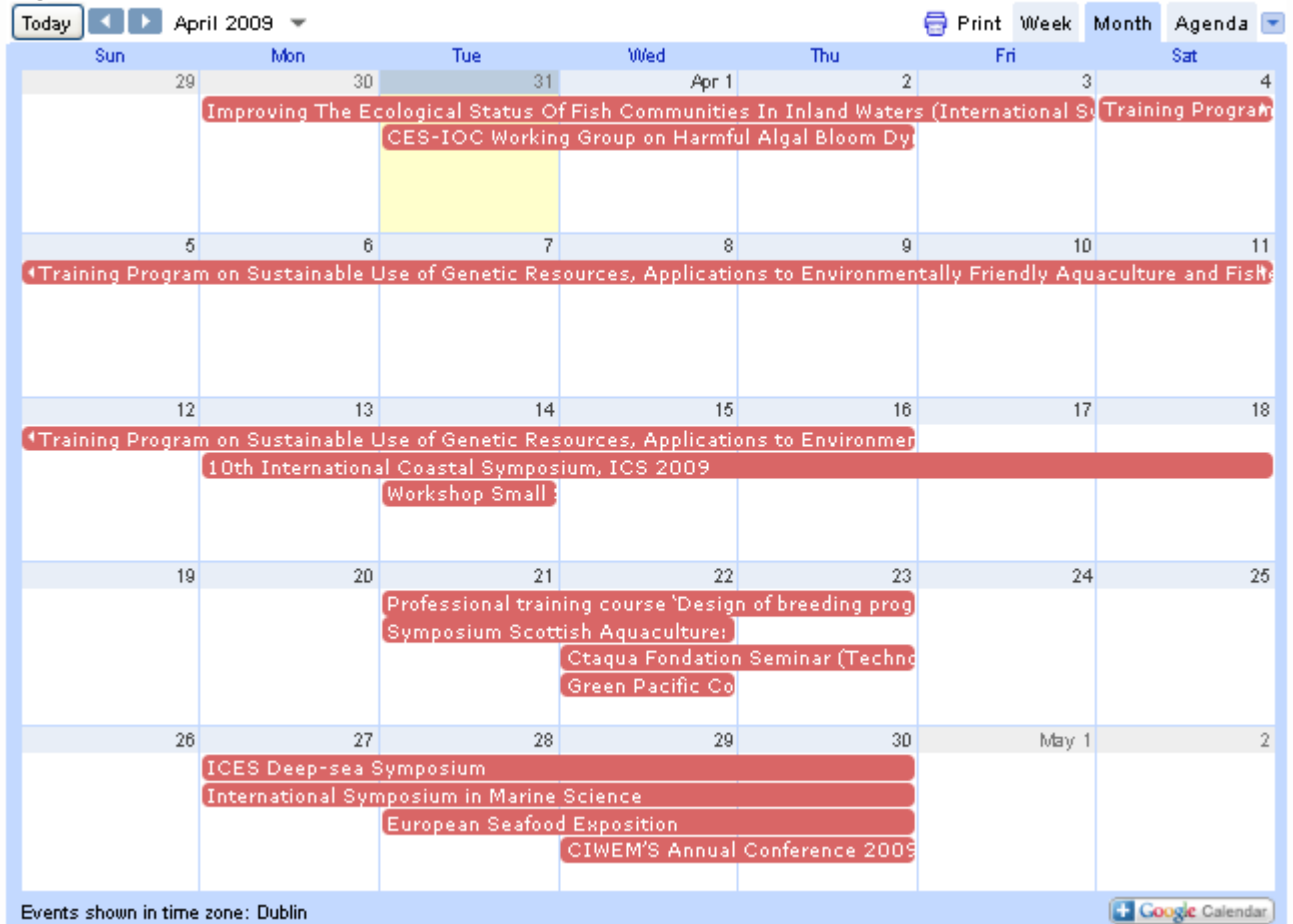 Today April 2009 Print Week Month Agenda
Sun Mon Tue Wed Thu Fri Sat
29 30 31 Apr 1 2 3 4
Improving The Ecological Status Of Fish Communities In Inland Waters (International Training Program
CES-IOC Working Group on Harmful Algal Bloom Dy
5 6 7 8 9 10 11
Training Program on Sustainable Use of Genetic Resources, Applications to Environmentally Friendly Aquaculture and Fishe
12 13 14 15 16 17 18
Training Program on Sustainable Use of Genetic Resources, Applications to Environmen
10th International Coastal Symposium, ICS 2009
Workshop Small
19 20 21 22 23 24 25
Professional training course 'Design of breeding prog
Symposium Scottish Aquaculture:
Ctaqua Fondation Seminar (Techno
Green Pacific Co
26 27 28 29 30 May 1 2
ICES Deep-sea Symposium
International Symposium in Marine Science
European Seafood Exposition
CIWEM'S Annual Conference 2009
Events shown in time zone: Dublin Google Calendar